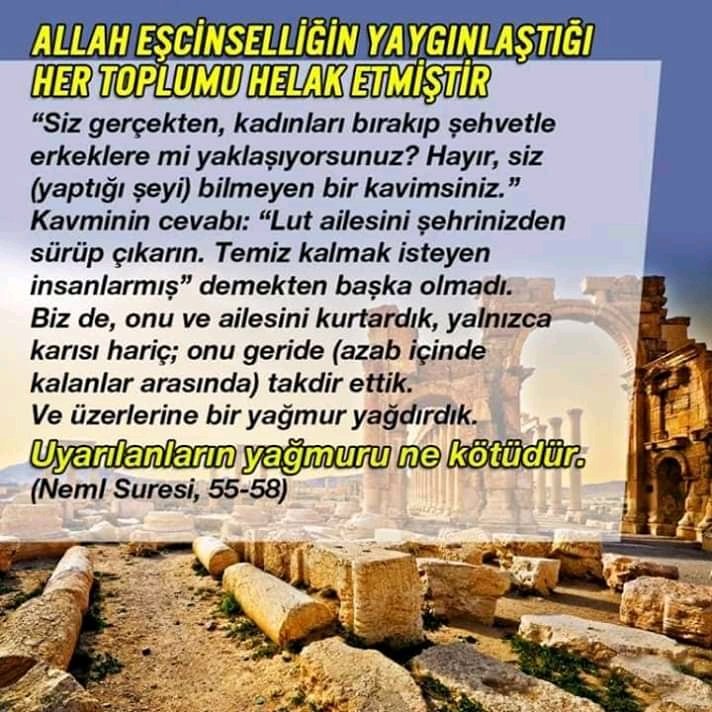 ALLAH EŞCİNSELLİĞİN YAYGINLAŞTIĞI
HER TOPLUMU HELAK ETMİŞTİR
“Siz gerçekten, kadınları bırakıp şehvetle
erkeklere mi yaklaşıyorsunuz? Hayır, siz
(yaptığı şeyi) bilmeyen bir kavimsiniz.”
Kavminin cevabı: “Lut ailesini şehrinizden
sürüp çıkarın. Temiz kalmak isteyen
insanlarmış” demekten başka olmadı.
Biz de, onu ve ailesini kurtardık, yalnızca
karısı hariç; onu geride (azab içinde
kalanlar arasında) takdir ettik.
Ve üzerlerine bir yağmur yağdırdık.
Uyarılanların yağmuru ne kötüdür.
(Neml Suresi, 55-58)